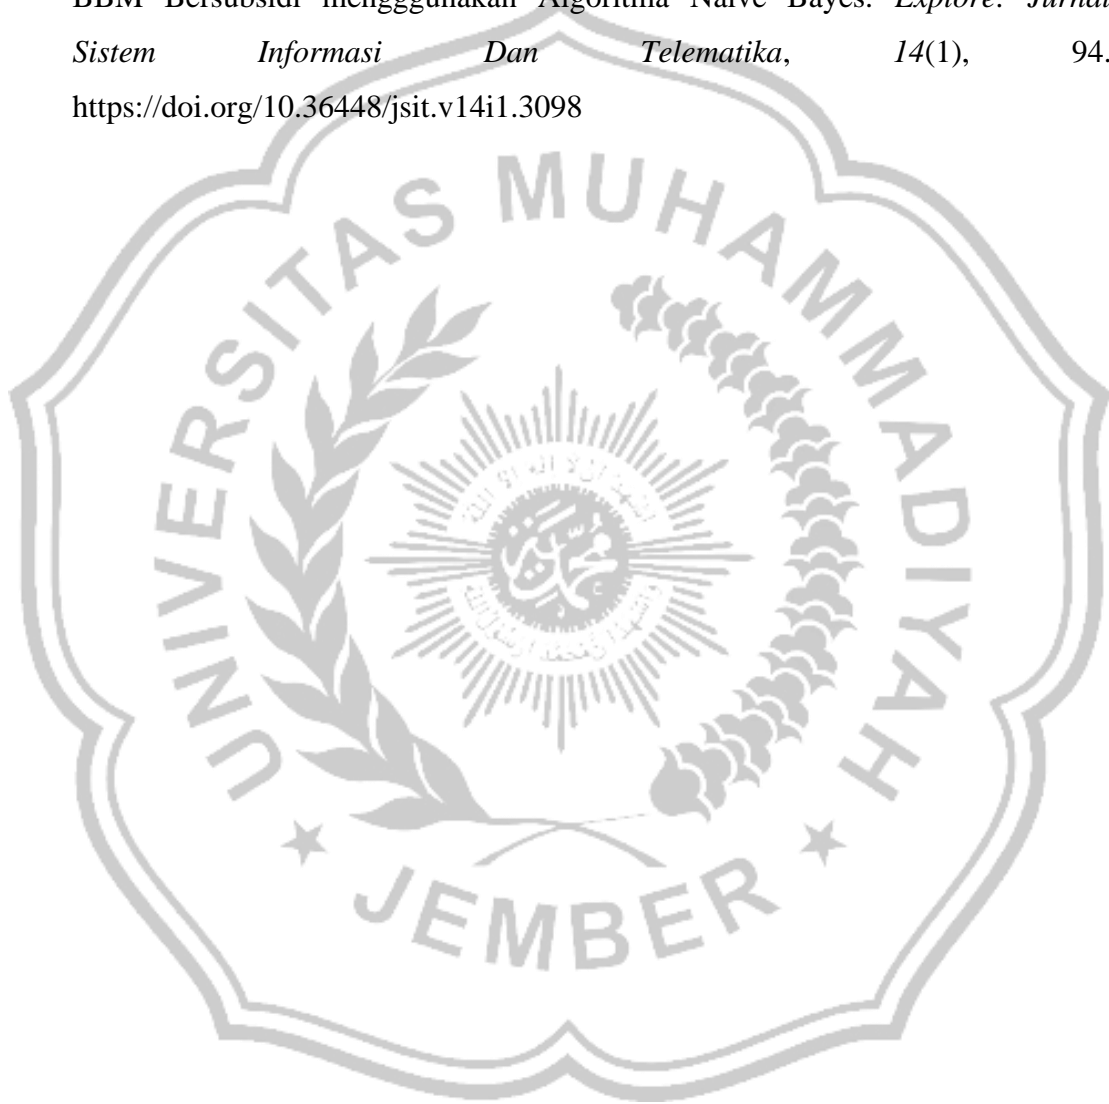 BBM Bersubsidi mengggunakan Algoritma Naive Bayes. Explore: Jurnal
Sistem Informasi Dan Telematika, 14(1), 94.
https://doi.org/10.36448/jsit.v14i1.3098
UNIVERSITAS MUHAMMADIYAH
JEMBER